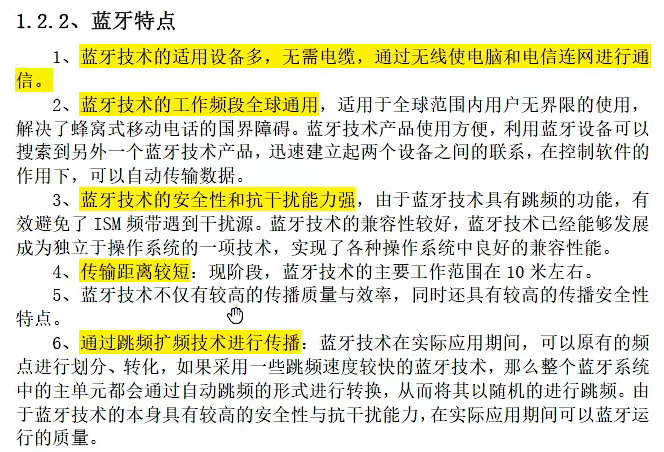 1.2.2、蓝牙特点
1、蓝牙技术的适用设备多，无需电缆，通过无线使电脑和电信连网进行通
信。
2、蓝牙技术的工作频段全球通用，适用于全球范围内用户无界限的使用，
解决了蜂窝式移动电话的国界障碍。蓝牙技术产品使用方便，利用蓝牙设备可以
搜索到另外一个蓝牙技术产品，迅速建立起两个设备之间的联系，在控制软件的
作用下，可以自动传输数据。
3、蓝牙技术的安全性和抗干扰能力强，由于蓝牙技术具有跳频的功能，有
效避免了 ISM 频带遇到干扰源。蓝牙技术的兼容性较好，蓝牙技术已经能够发展
成为独立于操作系统的一项技术，实现了各种操作系统中良好的兼容性能。
4、传输距离较短：现阶段，蓝牙技术的主要工作范围在 10 米左右。
5、蓝牙技术不仅有较高的传播质量与效率，同时还具有较高的传播安全性
特点。
6、通过跳频扩频技术进行传播：蓝牙技术在实际应用期间，可以原有的频
点进行划分、转化，如果采用一些跳频速度较快的蓝牙技术，那么整个蓝牙系统
中的主单元都会通过自动跳频的形式进行转换，从而将其以随机的进行跳频。由
于蓝牙技术的本身具有较高的安全性与抗干扰能力，在实际应用期间可以蓝牙运
行的质量。